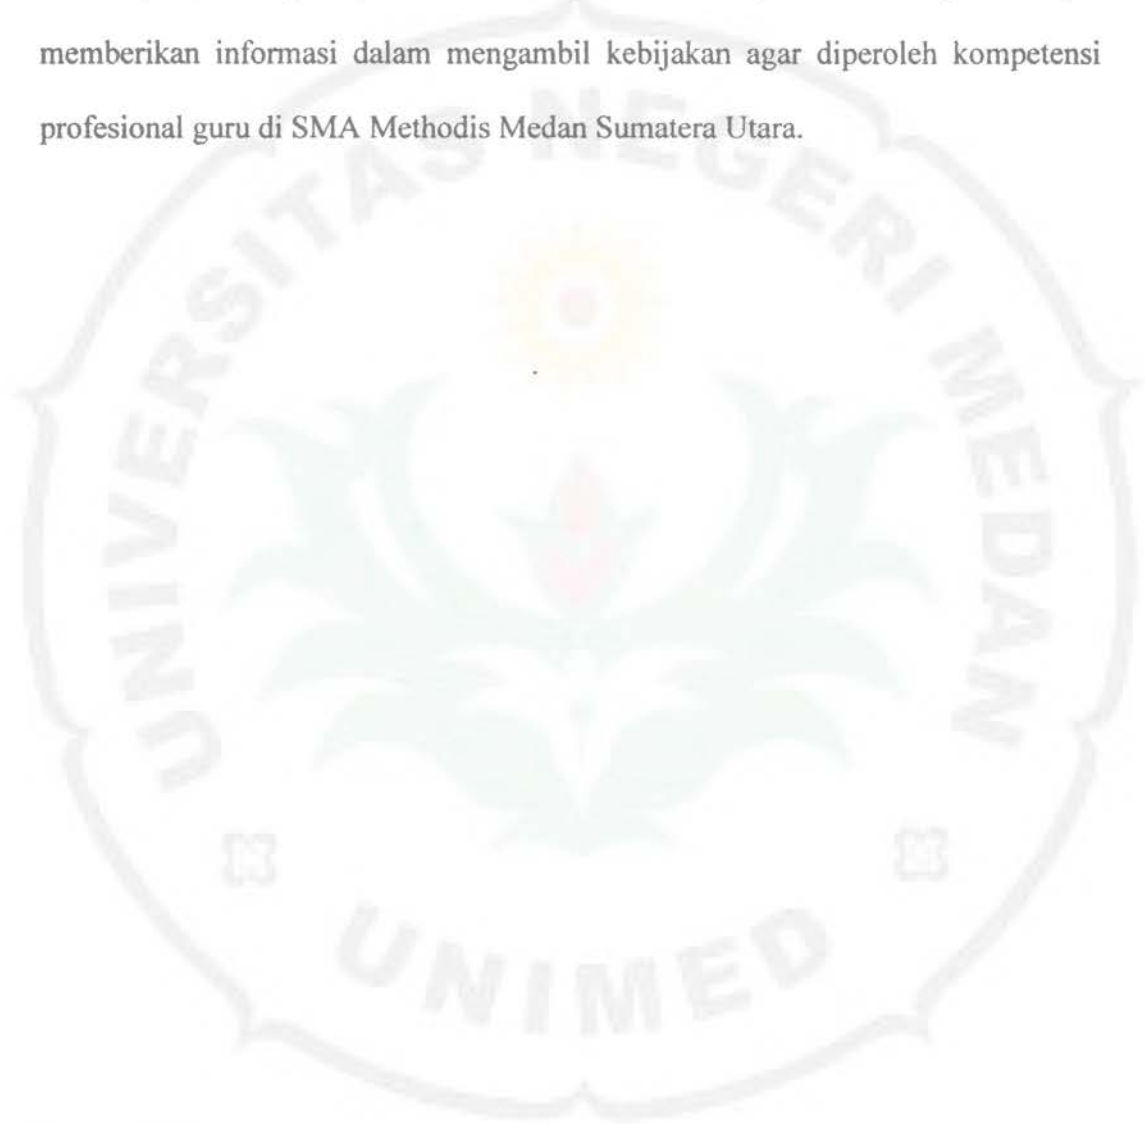 memberikan informasi dalam mengambil kebijakan agar diperoleh kompetensi
profesional guru di SMA Methodis Medan Sumatera Utara.
UNIVERSITAS NEGERI MEDAN
UNIMED